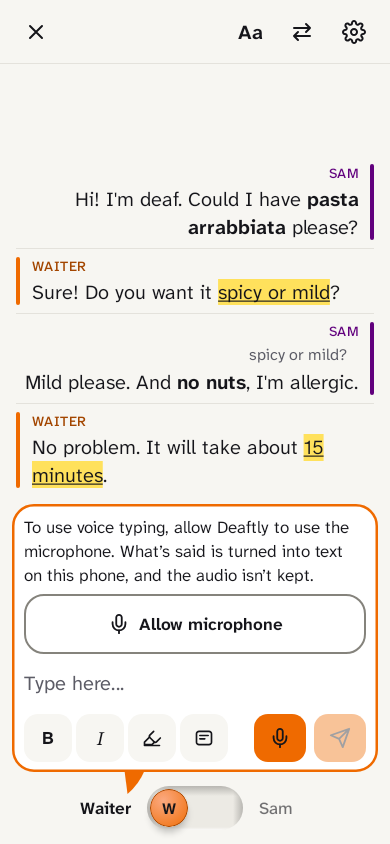 Aa
SAM
Hi! I'm deaf. Could I have pasta
arrabbiata please?
WAITER
Sure! Do you want it spicy or mild?
SAM
spicy or mild?
Mild please. And no nuts, I'm allergic.
WAITER
No problem. It will take about 15
minutes.
To use voice typing, allow Deaftly to use the
microphone. What’s said is turned into text
on this phone, and the audio isn’t kept.
Allow microphone
Type here...
B I
Waiter W Sam